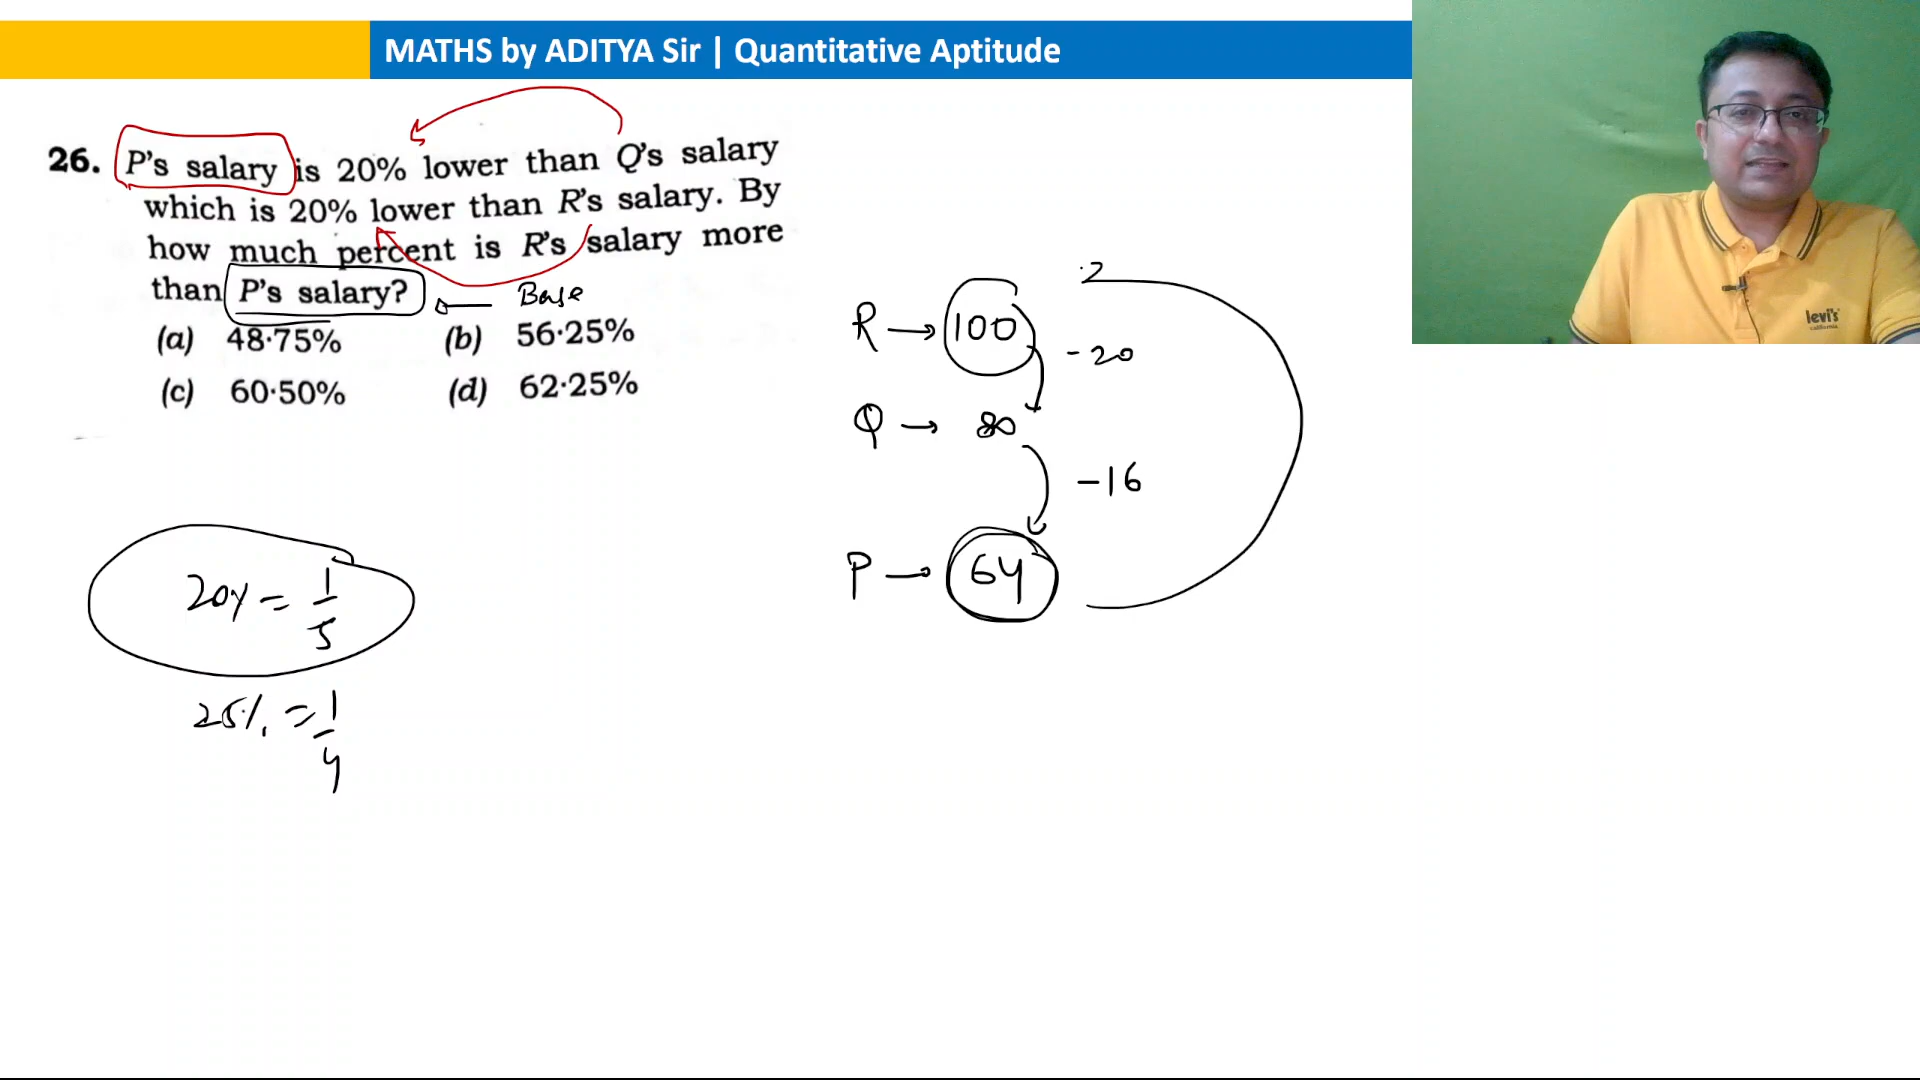 MATHS by ADITYA Sir | Quantitative Aptitude
26. P's salary is 20% lower than Q's salary
which is 20% lower than R's salary. By
how much percent is R's salary more
than P's salary? ← Base
(a) 48·75% (b) 56·25%
(c) 60·50% (d) 62·25%
R → 100
-20
Q → 80
-16
P → 64
20% = 1/5
25% = 1/4
levi's
california